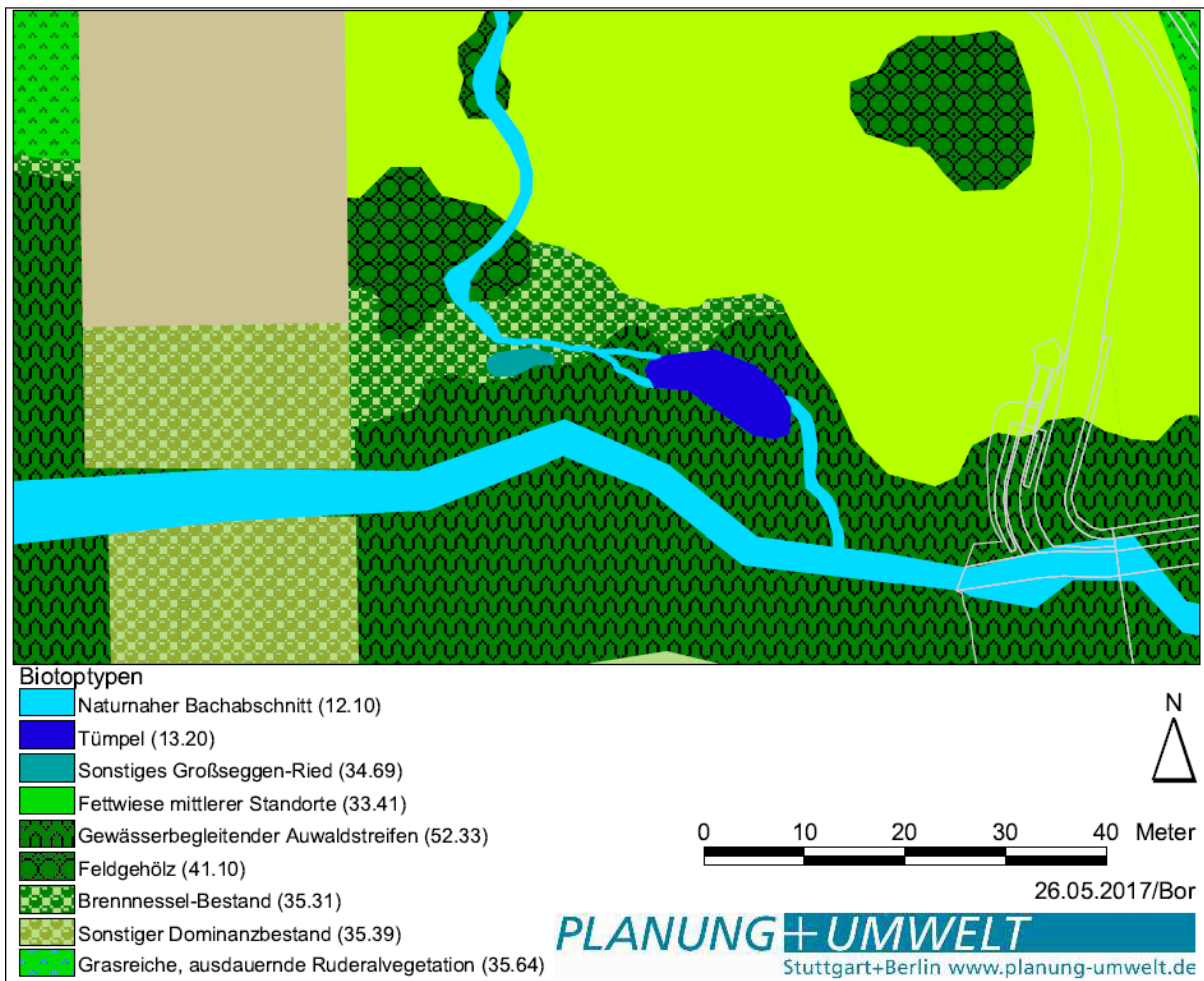 Biotoptypen
Naturnaher Bachabschnitt (12.10)
Tümpel (13.20)
Sonstiges Großseggen-Ried (34.69)
Fettwiese mittlerer Standorte (33.41)
Gewässerbegleitender Auwaldstreifen (52.33)
Feldgehölz (41.10)
Brennnessel-Bestand (35.31)
Sonstiger Dominanzbestand (35.39)
Grasreiche, ausdauernde Ruderalvegetation (35.64)
N
0 10 20 30 40 Meter
26.05.2017/Bor
PLANUNG+UMWELT
Stuttgart+Berlin www.planung-umwelt.de